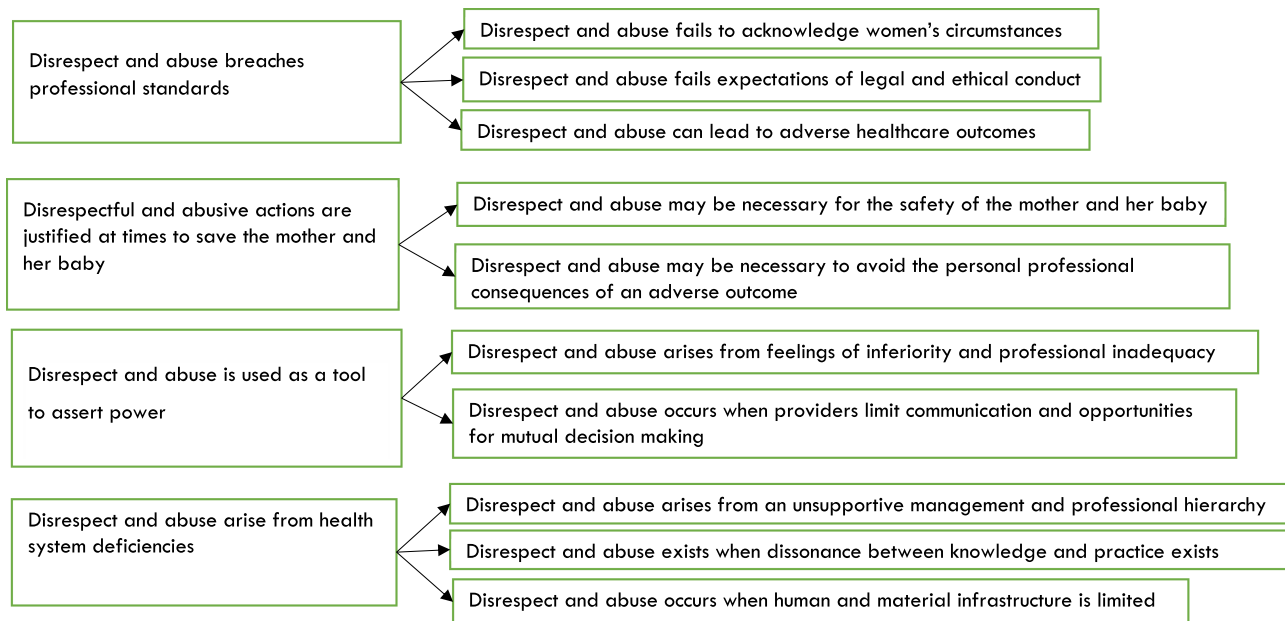 Disrespect and abuse breaches
professional standards
Disrespect and abuse fails to acknowledge women’s circumstances
Disrespect and abuse fails expectations of legal and ethical conduct
Disrespect and abuse can lead to adverse healthcare outcomes
Disrespectful and abusive actions are
justified at times to save the mother and
her baby
Disrespect and abuse may be necessary for the safety of the mother and her baby
Disrespect and abuse may be necessary to avoid the personal professional
consequences of an adverse outcome
Disrespect and abuse is used as a tool
to assert power
Disrespect and abuse arises from feelings of inferiority and professional inadequacy
Disrespect and abuse occurs when providers limit communication and opportunities
for mutual decision making
Disrespect and abuse arise from health
system deficiencies
Disrespect and abuse arises from an unsupportive management and professional hierarchy
Disrespect and abuse exists when dissonance between knowledge and practice exists
Disrespect and abuse occurs when human and material infrastructure is limited